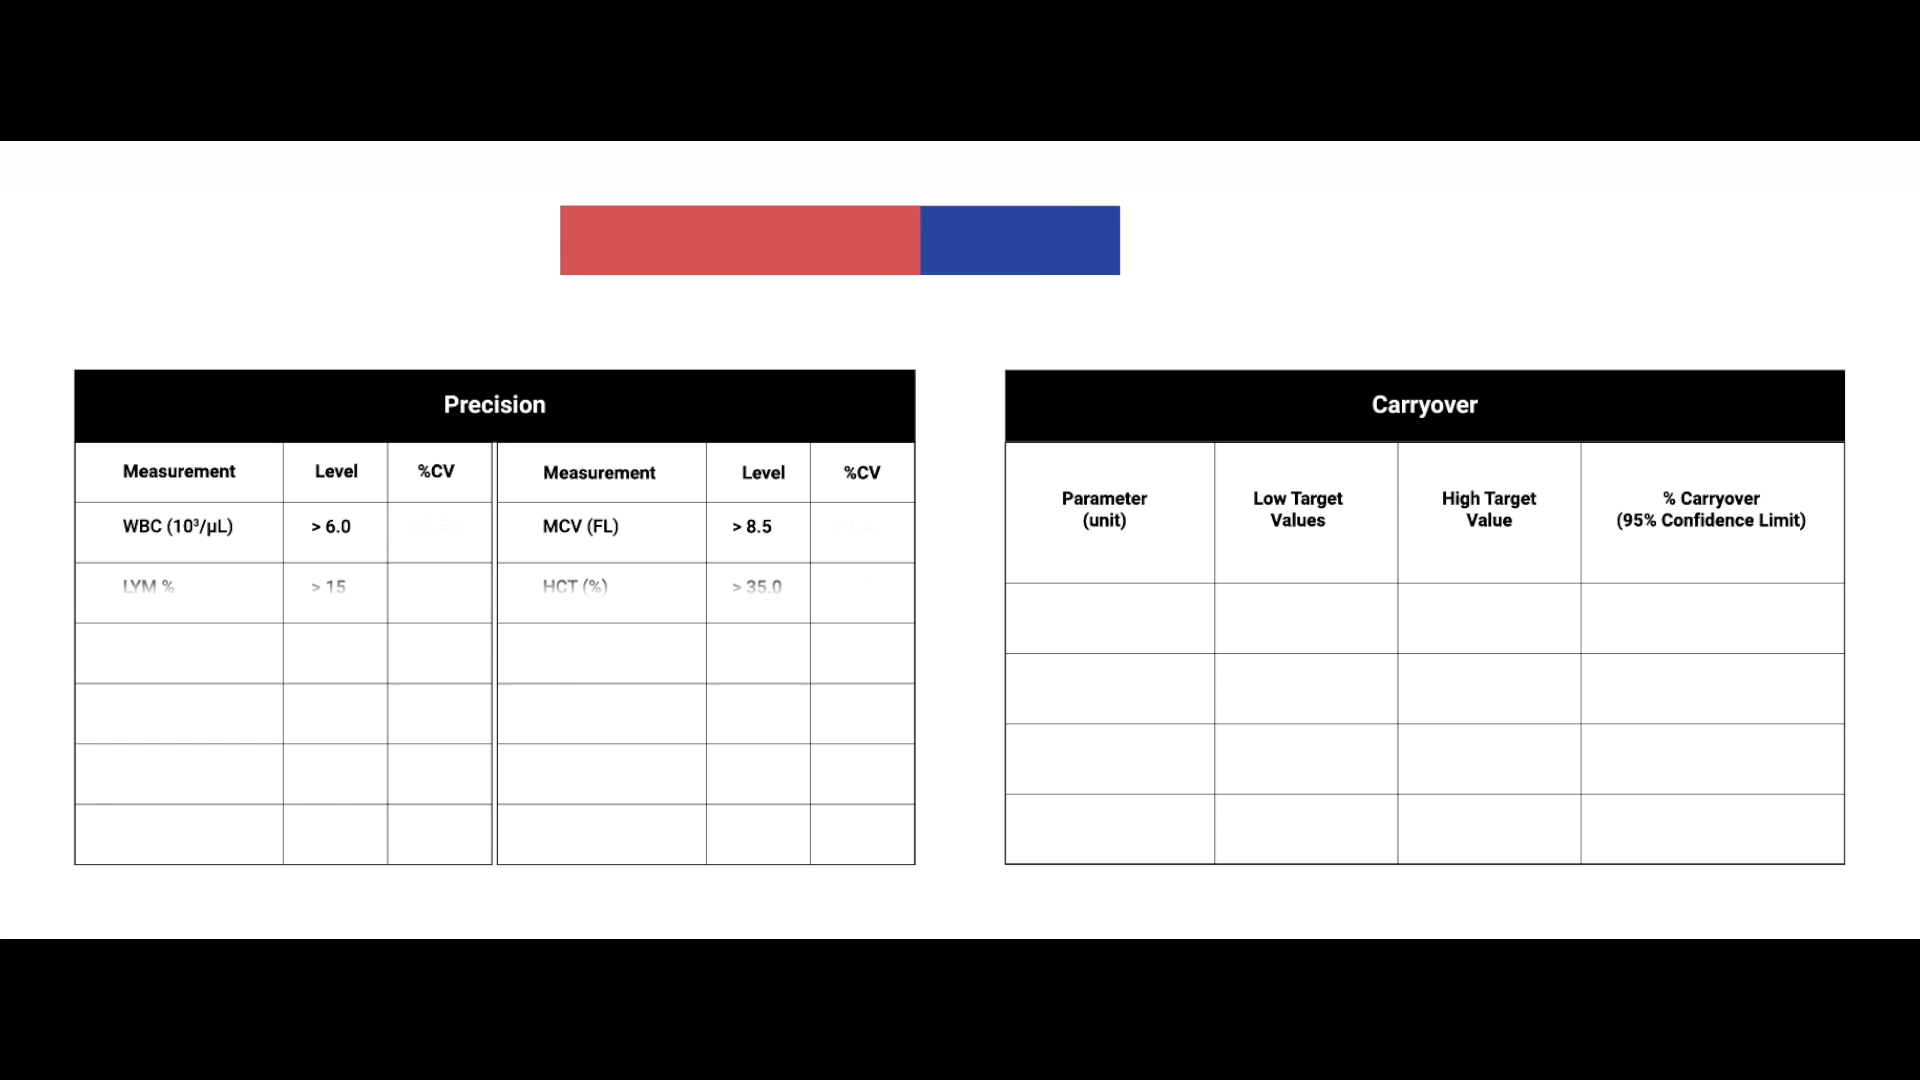 Precision
Measurement Level %CV Measurement Level %CV
WBC (10³/µL) > 6.0 MCV (FL) > 8.5
LYM % > 15 HCT (%) > 35.0
Carryover
Parameter (unit) Low Target Values High Target Value % Carryover (95% Confidence Limit)